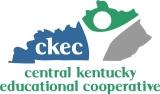 ckec
central kentucky
educational cooperative